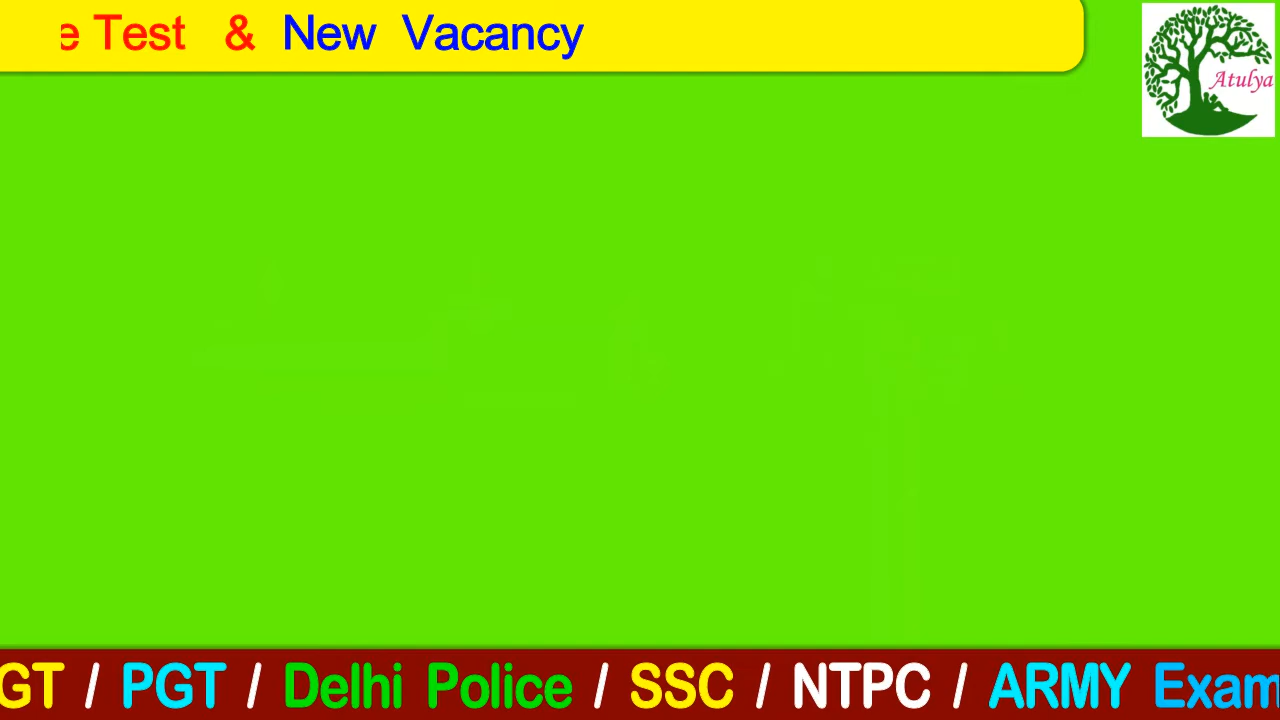 e Test & New Vacancy
Atulya
GT / PGT / Delhi Police / SSC / NTPC / ARMY Exam